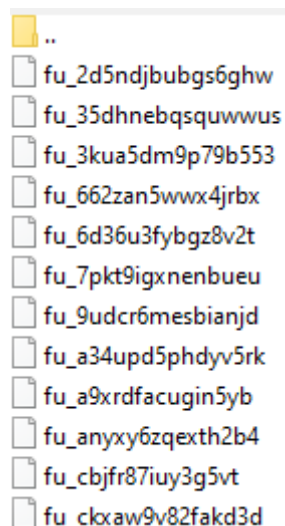 ..
fu_2d5ndjbubgs6ghw
fu_35dhnebqsquwwus
fu_3kua5dm9p79b553
fu_662zan5wwx4jrbx
fu_6d36u3fybgz8v2t
fu_7pkt9igxnenbueu
fu_9udcr6mesbianjd
fu_a34upd5phdyv5rk
fu_a9xrdfacugin5yb
fu_anyxy6zqexth2b4
fu_cbjfr87iuy3g5vt
fu_ckxaw9v82fakd3d